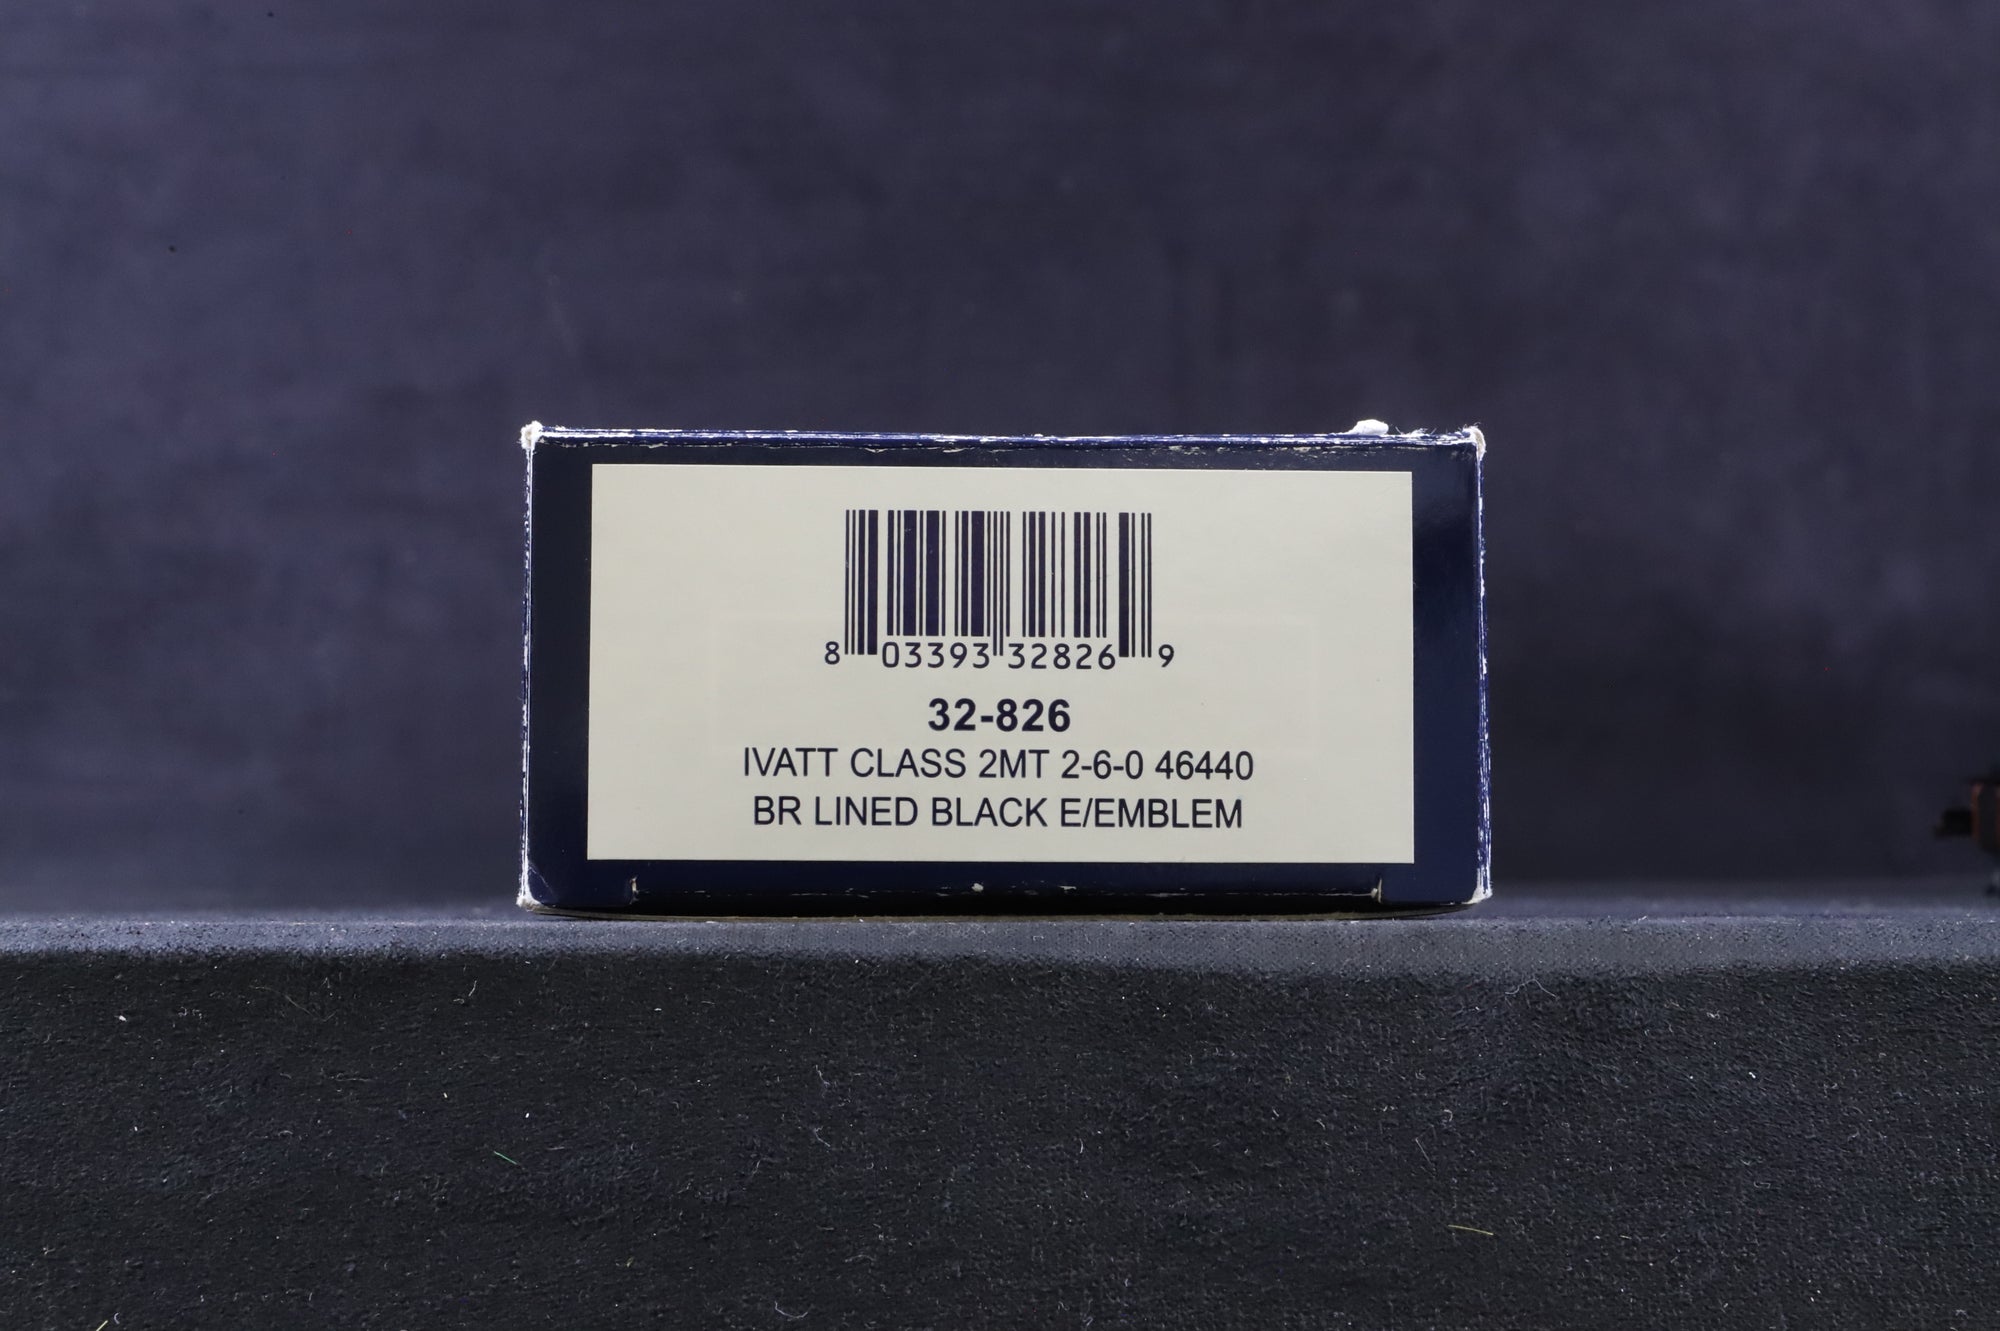 8 03393 32826 9
32-826
IVATT CLASS 2MT 2-6-0 46440
BR LINED BLACK E/EMBLEM